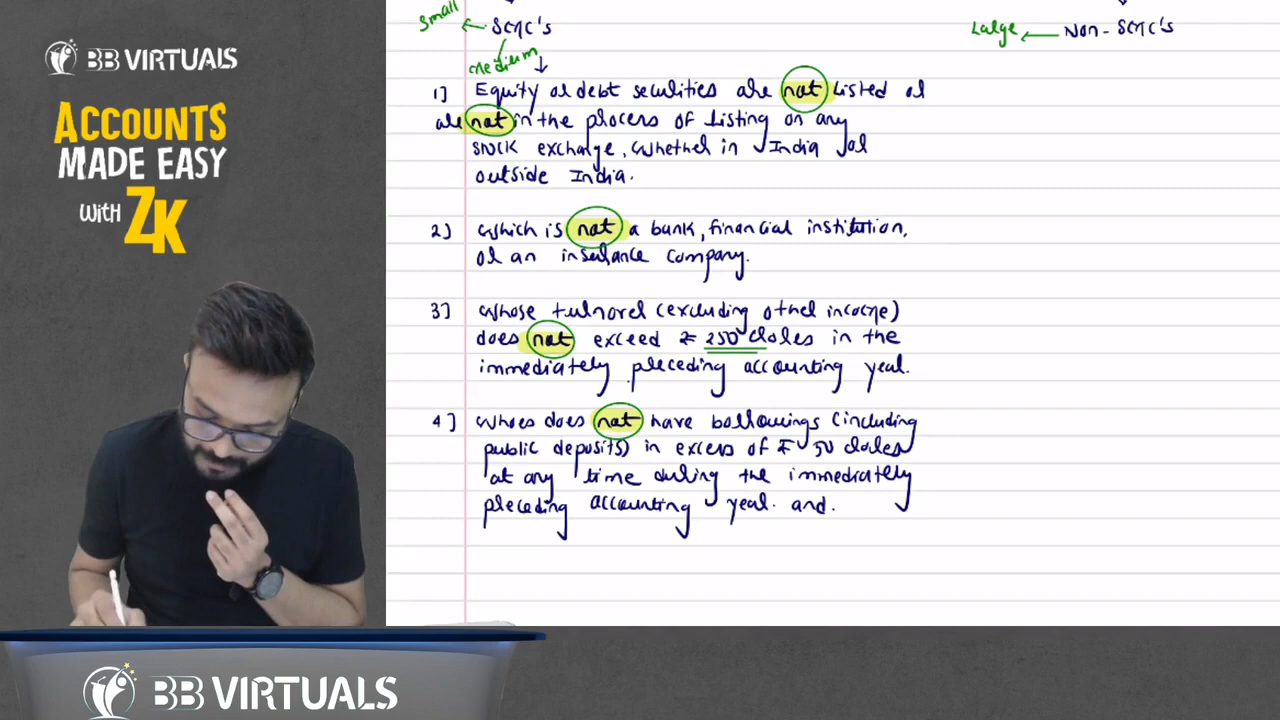 BB VIRTUALS
ACCOUNTS
MADE EASY
WITH ZK
Small ← SMC's
medium
Large ← Non-SMC's
1] Equity or debt securities are not listed or
are not in the process of listing on any
stock exchange, whether in India or
outside India.
2] Which is not a bank, financial institution,
or an insurance company.
3] Whose turnover (excluding other income)
does not exceed ₹ 250 crores in the
immediately preceding accounting year.
4] Whoes does not have borrowings (including
public deposits) in excess of ₹ 50 crores
at any time during the immediately
preceding accounting year. and.
BB VIRTUALS